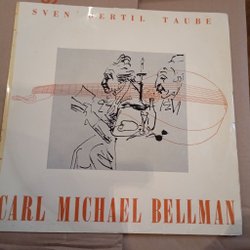 SVEN BERTIL TAUBE
CARL MICHAEL BELLMAN